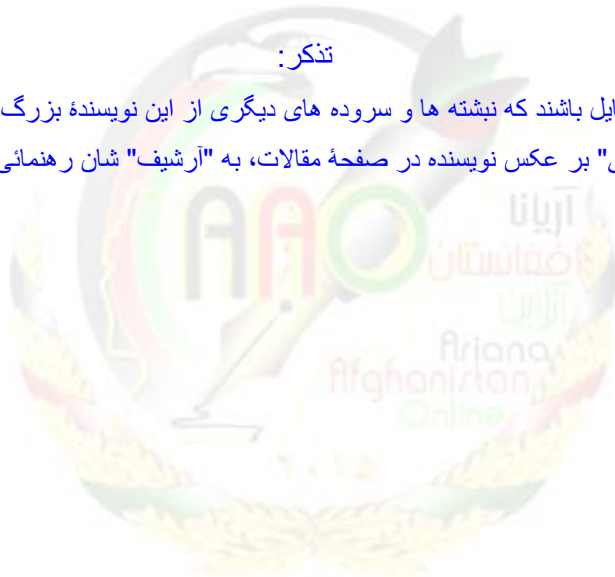 تذکر:
ایل باشند که نبشته ها و سروده های دیگری از این نویسندۀ بزرگ
" بر عکس نویسنده در صفحۀ مقالات، به "آرشیف" شان رهنمائی
AAO
آریانا
افغانستان
آنلاین
Ariana
Afghanistan
Online